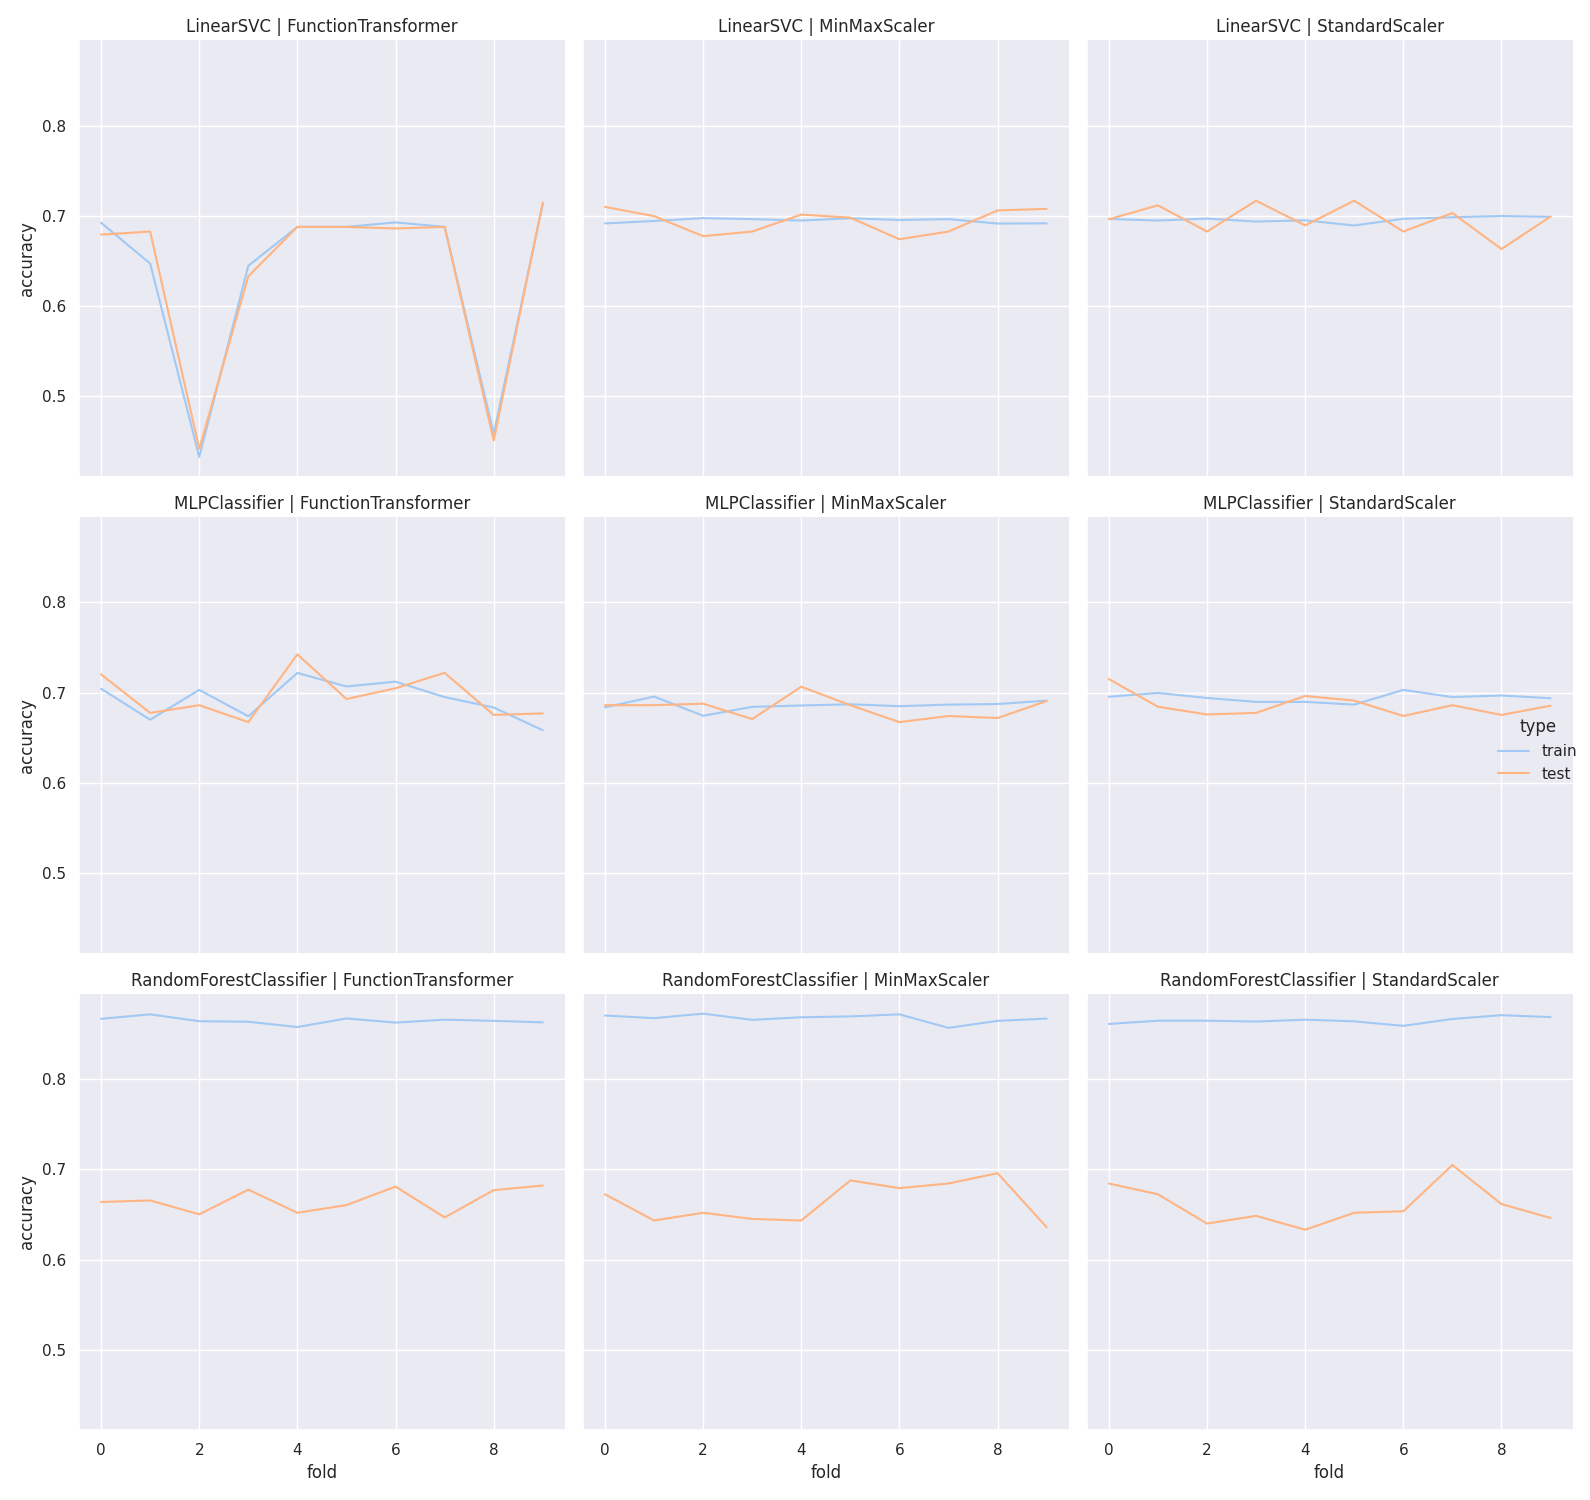 LinearSVC | FunctionTransformer
LinearSVC | MinMaxScaler
LinearSVC | StandardScaler
0.8
0.7
0.6
0.5
accuracy
MLPClassifier | FunctionTransformer
MLPClassifier | MinMaxScaler
MLPClassifier | StandardScaler
0.8
0.7
0.6
0.5
accuracy
type
train
test
RandomForestClassifier | FunctionTransformer
RandomForestClassifier | MinMaxScaler
RandomForestClassifier | StandardScaler
0.8
0.7
0.6
0.5
accuracy
0 2 4 6 8
0 2 4 6 8
0 2 4 6 8
fold
fold
fold